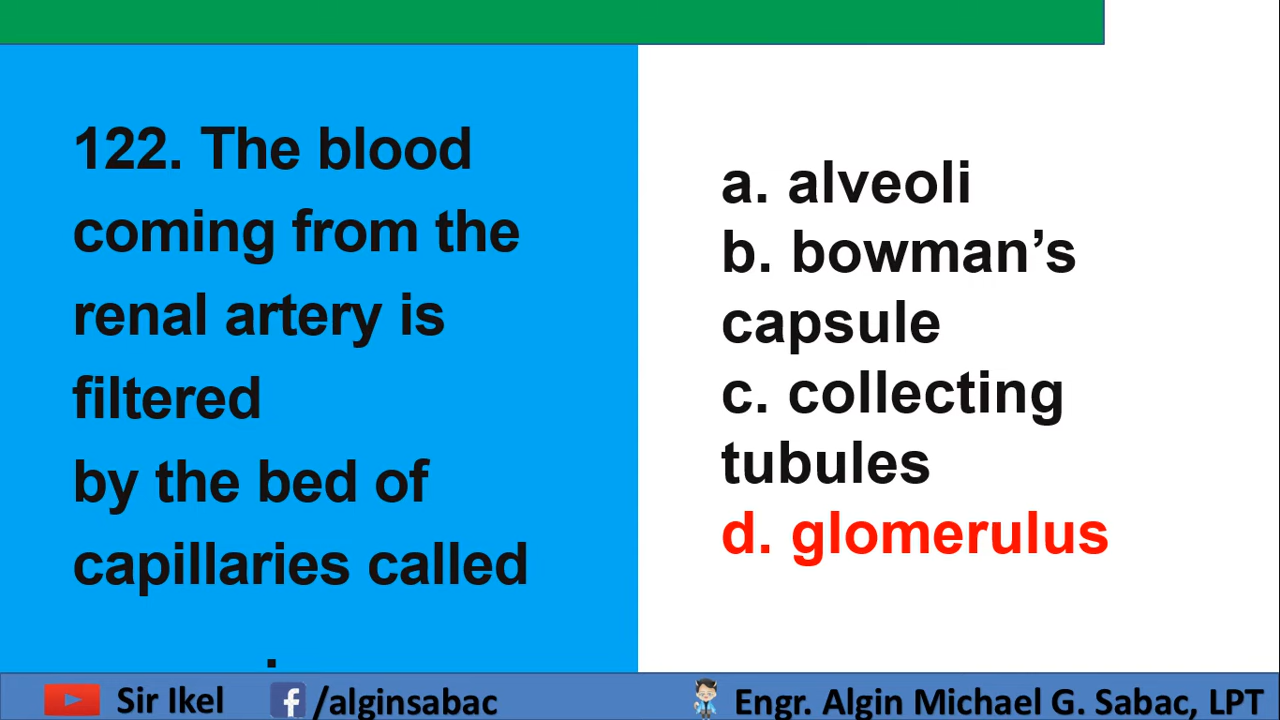 122. The blood
coming from the
renal artery is
filtered
by the bed of
capillaries called
.
a. alveoli
b. bowman’s
capsule
c. collecting
tubules
d. glomerulus
Sir Ikel
/alginsabac
Engr. Algin Michael G. Sabac, LPT